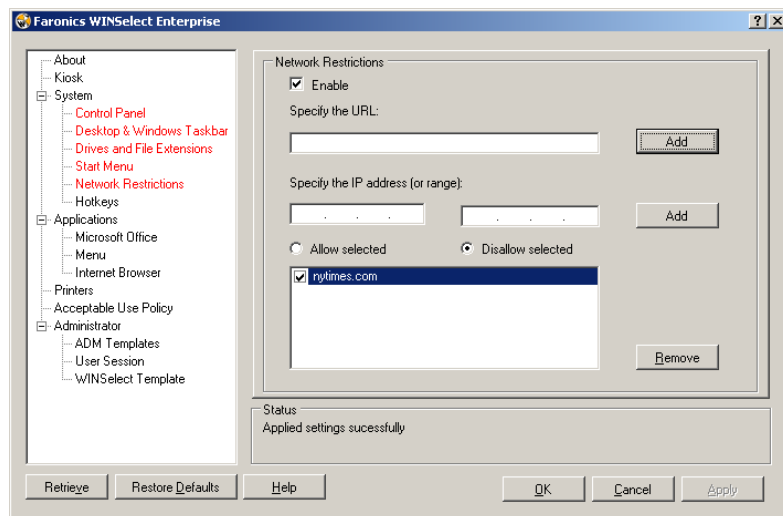 Faronics WINSelect Enterprise
About
Kiosk
System
Control Panel
Desktop & Windows Taskbar
Drives and File Extensions
Start Menu
Network Restrictions
Hotkeys
Applications
Microsoft Office
Menu
Internet Browser
Printers
Acceptable Use Policy
Administrator
ADM Templates
User Session
WINSelect Template
Network Restrictions
Enable
Specify the URL:
Add
Specify the IP address (or range):
. . . . . . Add
Allow selected Disallow selected
nytimes.com
Remove
Status
Applied settings sucessfully
Retrieve Restore Defaults Help OK Cancel Apply